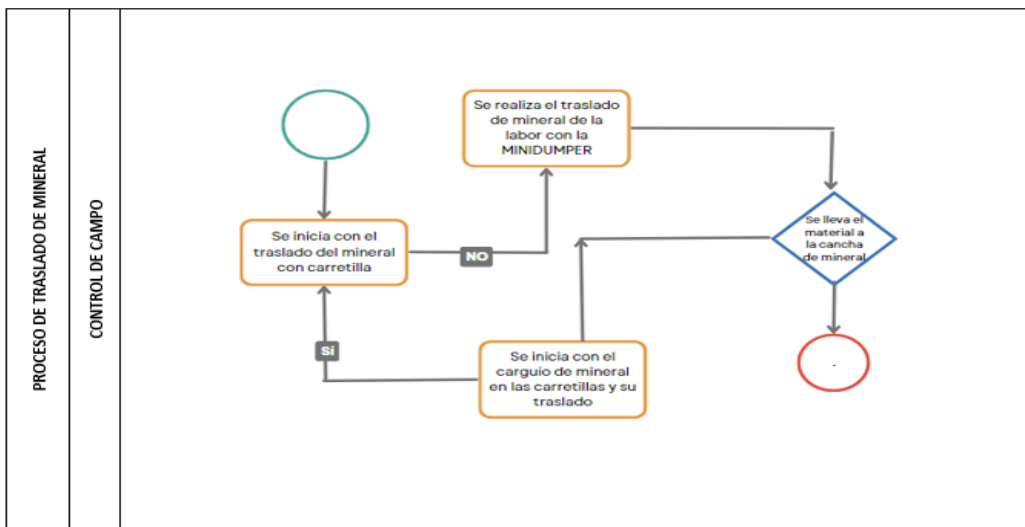 PROCESO DE TRASLADO DE MINERAL
CONTROL DE CAMPO
Se realiza el traslado
de mineral de la
labor con la
MINIDUMPER
Se inicia con el
traslado del mineral
con carretilla
NO
Se lleva el
material a
la cancha
de mineral
Sí
Se inicia con el
carguio de mineral
en las carretillas y su
traslado
.